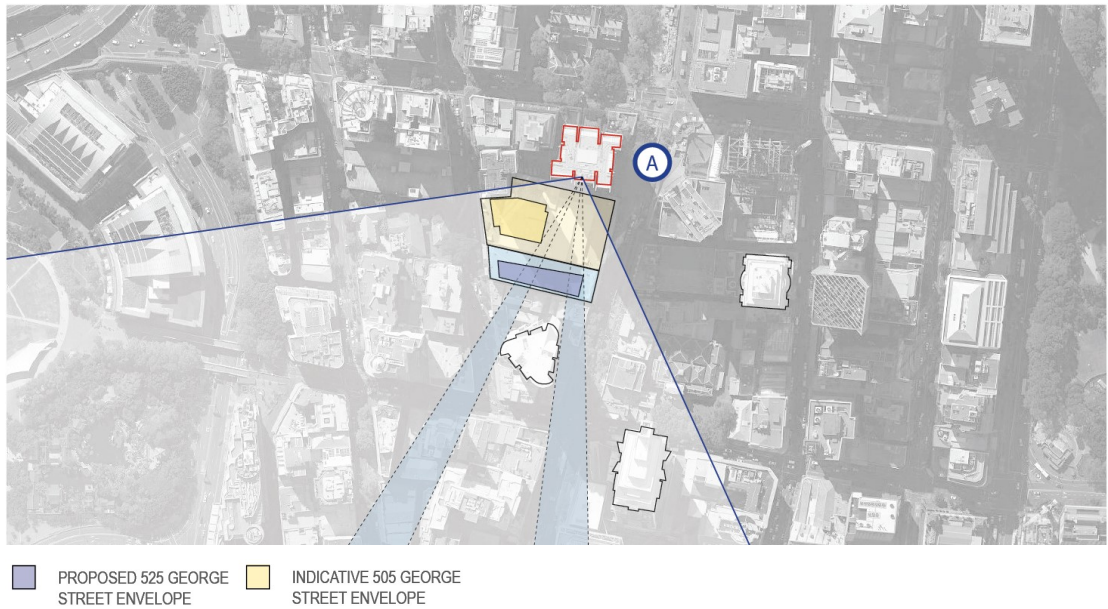 A
PROPOSED 525 GEORGE
STREET ENVELOPE
INDICATIVE 505 GEORGE
STREET ENVELOPE